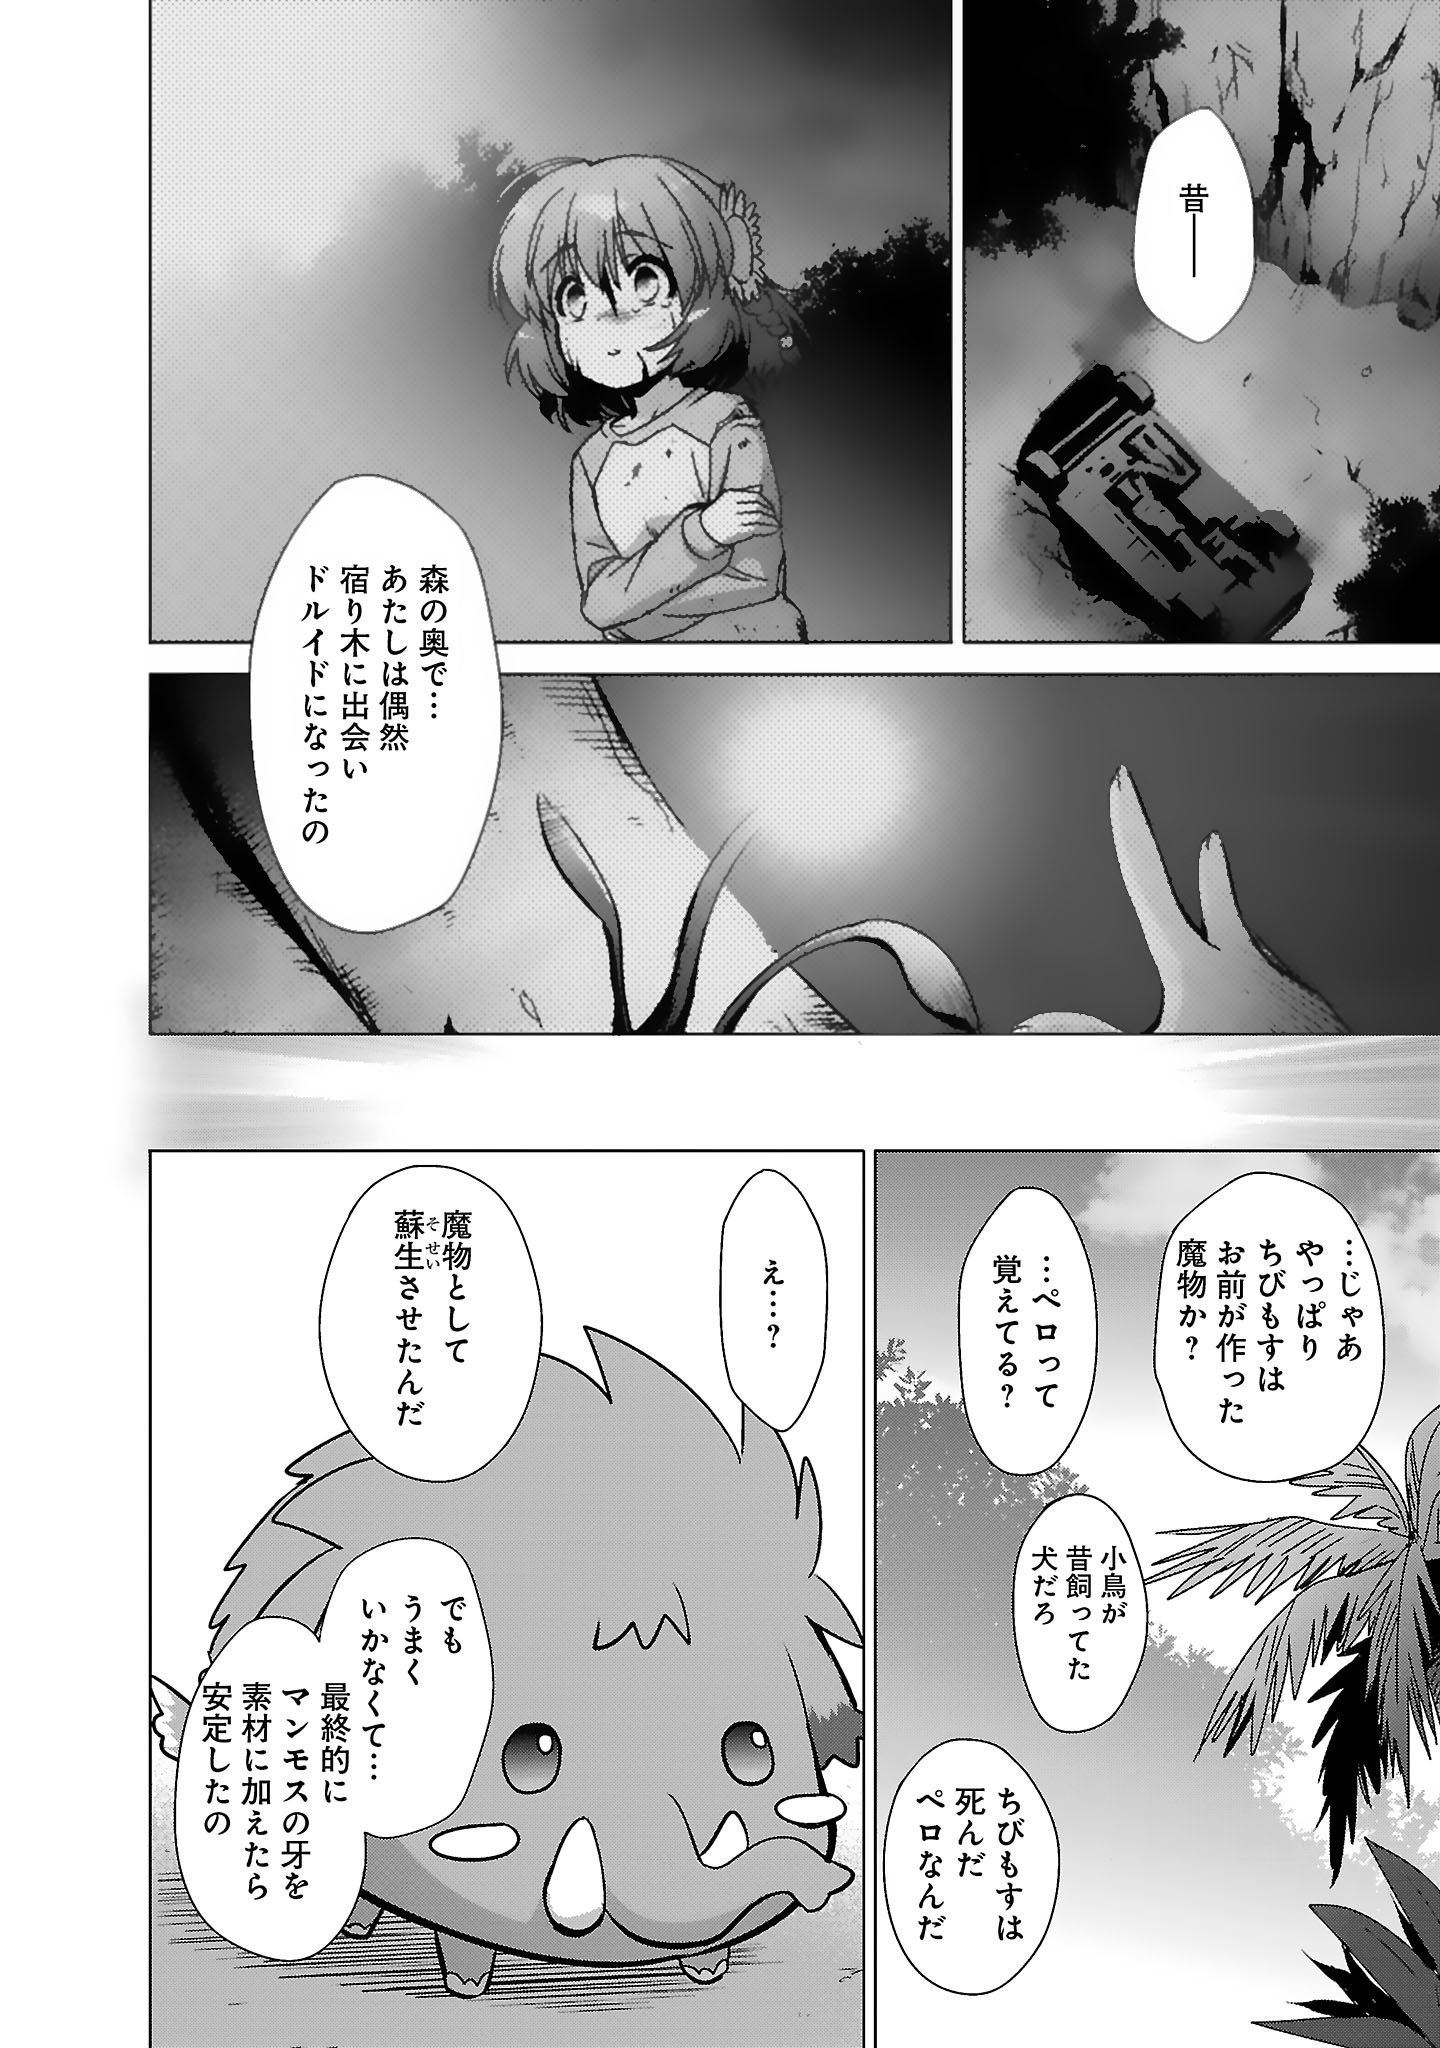 昔――
森の奥で…
あたしは偶然
宿り木に出会い
ドルイドになったの
…じゃあ
やっぱり
ちびもすは
お前が作った
魔物か?
…ペロって
覚えてる?
小鳥が
昔飼ってた
犬だろ
ちびもすは
死んだ
ペロなんだ
え…?
魔物として
蘇生させたんだ
そせい
でも
うまく
いかなくて…
最終的に
マンモスの牙を
素材に加えたら
安定したの